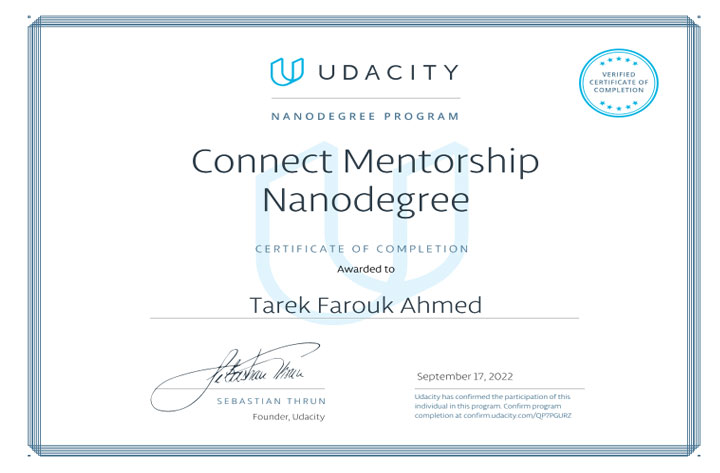 UDACITY
VERIFIED
CERTIFICATE OF
COMPLETION
NANODEGREE PROGRAM
Connect Mentorship
Nanodegree
CERTIFICATE OF COMPLETION
Awarded to
Tarek Farouk Ahmed
Sebastian Thrun
SEBASTIAN THRUN
Founder, Udacity
September 17, 2022
Udacity has confirmed the participation of this
individual in this program. Confirm program
completion at confirm.udacity.com/QP7PGURZ